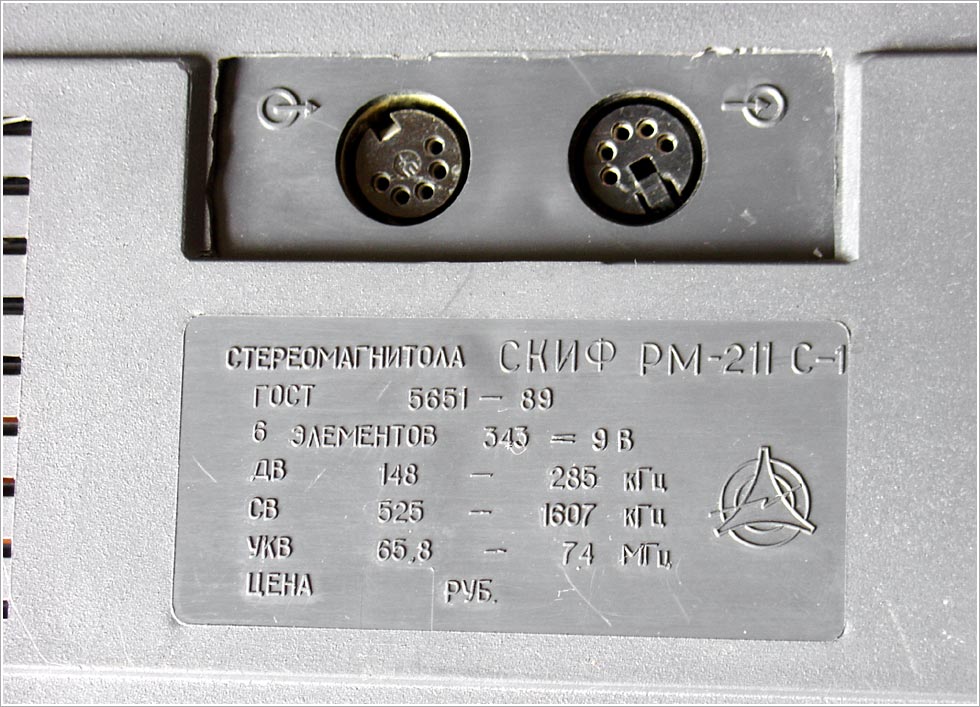 СТЕРЕОМАГНИТОЛА СКИФ РМ-211 С-1
ГОСТ 5651 — 89
6 ЭЛЕМЕНТОВ 343 = 9 В
ДВ 148 — 285 кГц
СВ 525 — 1607 кГц
УКВ 65,8 — 74 МГц
ЦЕНА РУБ.